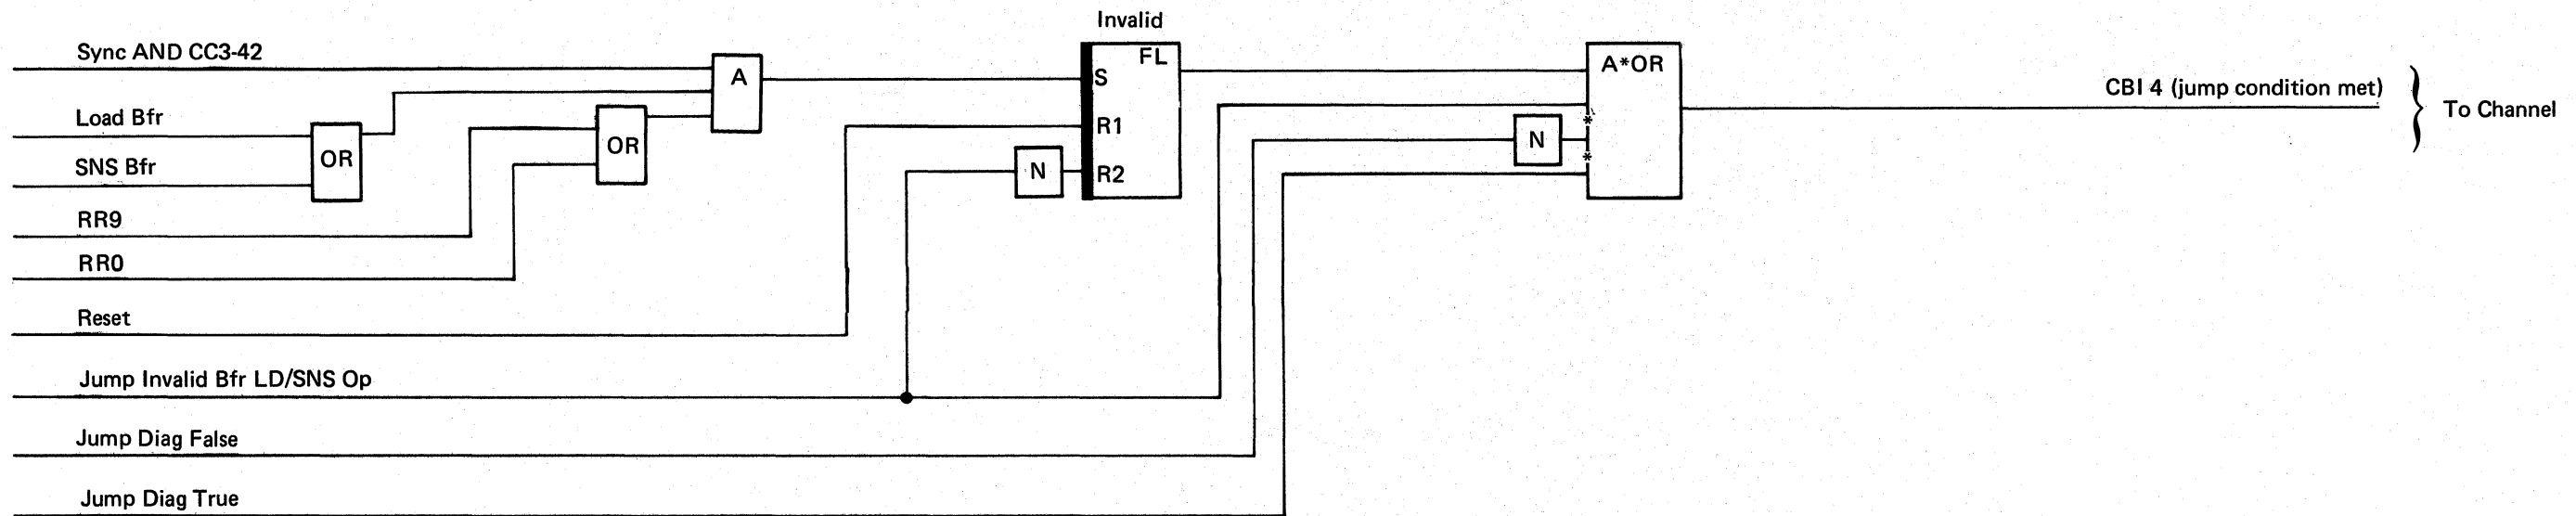 Invalid
Sync AND CC3-42
A
FL
S
A*OR
CBI 4 (jump condition met)
To Channel
Load Bfr
OR
OR
R1
*
N
*
SNS Bfr
N
R2
RR9
RR0
Reset
Jump Invalid Bfr LD/SNS Op
Jump Diag False
Jump Diag True